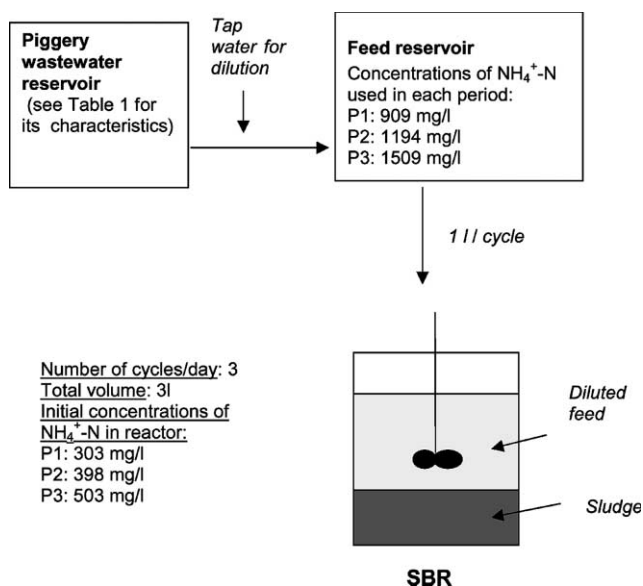 Piggery
wastewater
reservoir
(see Table 1 for
its characteristics)
Tap
water for
dilution
Feed reservoir
Concentrations of NH₄⁺-N
used in each period:
P1: 909 mg/l
P2: 1194 mg/l
P3: 1509 mg/l
1 l / cycle
Number of cycles/day: 3
Total volume: 3l
Initial concentrations of
NH₄⁺-N in reactor:
P1: 303 mg/l
P2: 398 mg/l
P3: 503 mg/l
Diluted
feed
Sludge
SBR